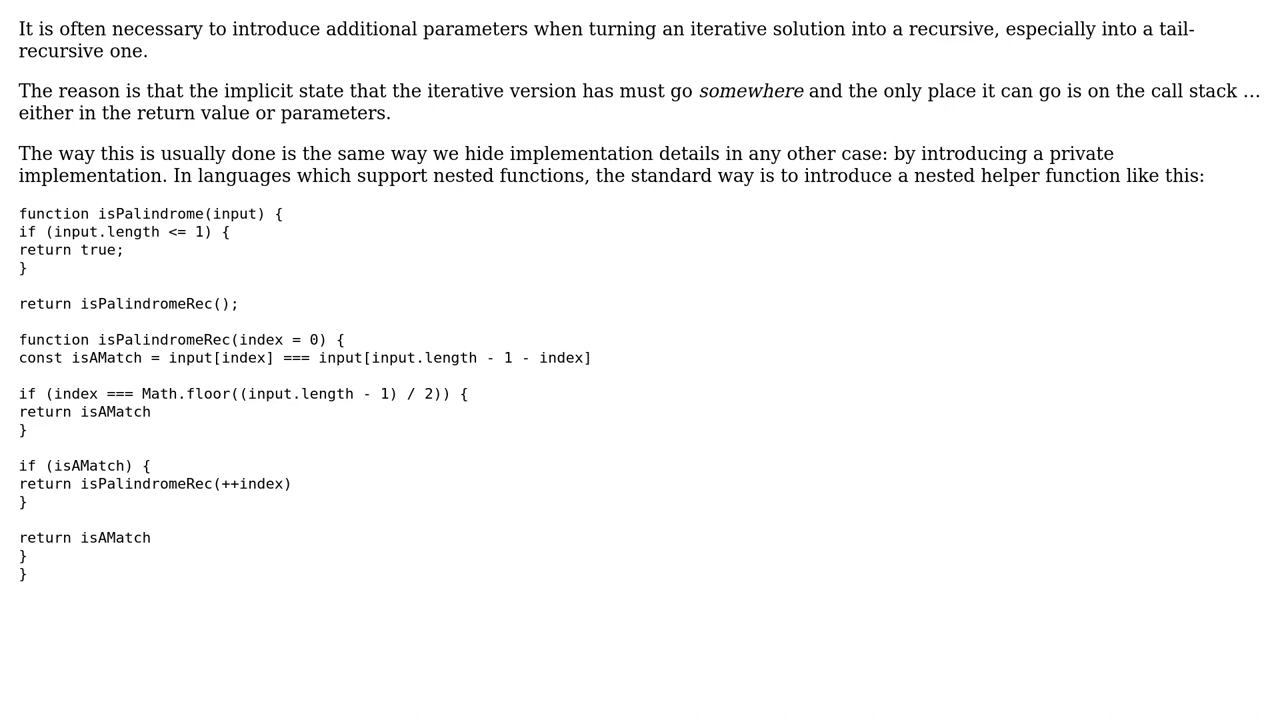 It is often necessary to introduce additional parameters when turning an iterative solution into a recursive, especially into a tail-
recursive one.
The reason is that the implicit state that the iterative version has must go somewhere and the only place it can go is on the call stack …
either in the return value or parameters.
The way this is usually done is the same way we hide implementation details in any other case: by introducing a private
implementation. In languages which support nested functions, the standard way is to introduce a nested helper function like this:
function isPalindrome(input) {
if (input.length <= 1) {
return true;
}
return isPalindromeRec();
function isPalindromeRec(index = 0) {
const isAMatch = input[index] === input[input.length - 1 - index]
if (index === Math.floor((input.length - 1) / 2)) {
return isAMatch
}
if (isAMatch) {
return isPalindromeRec(++index)
}
return isAMatch
}
}